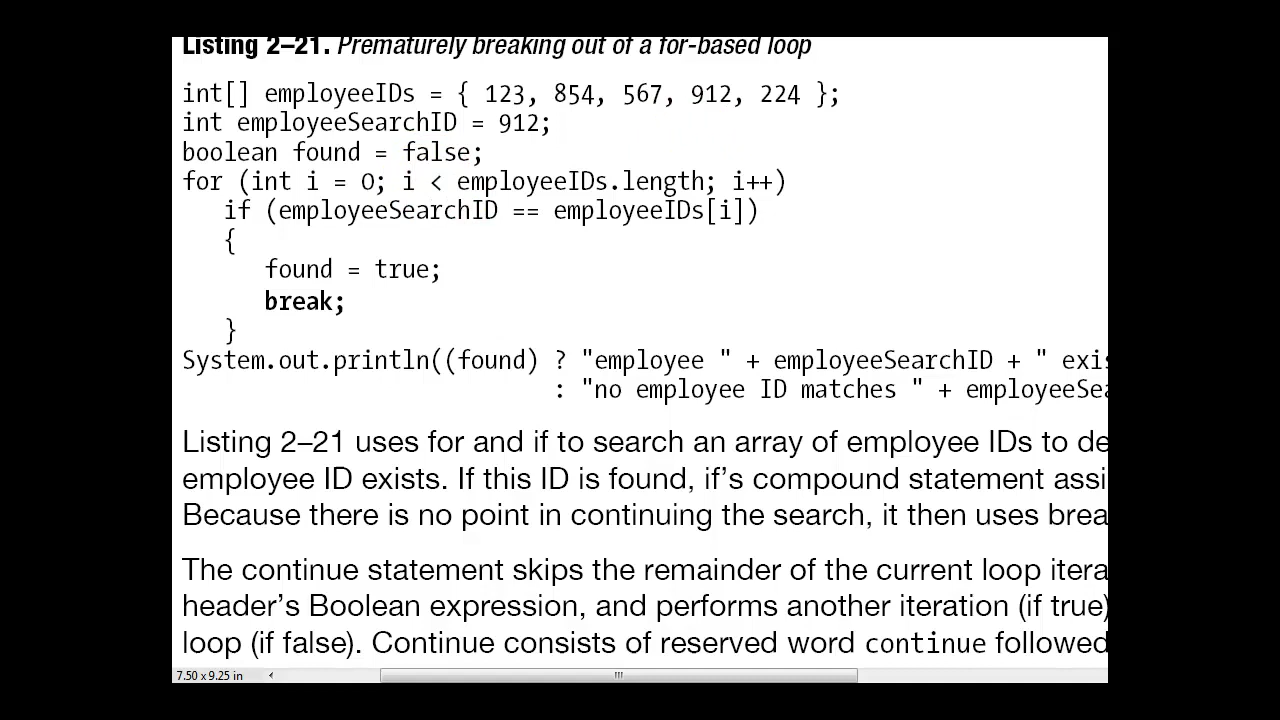 Listing 2–21. Prematurely breaking out of a for-based loop
int[] employeeIDs = { 123, 854, 567, 912, 224 };
int employeeSearchID = 912;
boolean found = false;
for (int i = 0; i < employeeIDs.length; i++)
   if (employeeSearchID == employeeIDs[i])
   {
      found = true;
      break;
   }
System.out.println((found) ? "employee " + employeeSearchID + " exis
                           : "no employee ID matches " + employeeSea
Listing 2–21 uses for and if to search an array of employee IDs to de
employee ID exists. If this ID is found, if’s compound statement assi
Because there is no point in continuing the search, it then uses brea
The continue statement skips the remainder of the current loop itera
header’s Boolean expression, and performs another iteration (if true)
loop (if false). Continue consists of reserved word continue followed
7.50 x 9.25 in